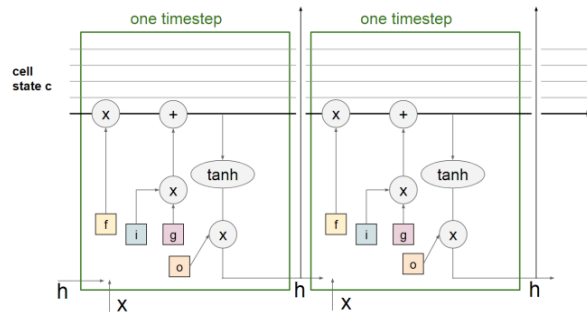 one timestep
one timestep
cell
state c
x
+
x
+
tanh
tanh
x
x
f
i
g
x
f
i
g
x
o
o
h
h
h
x
x